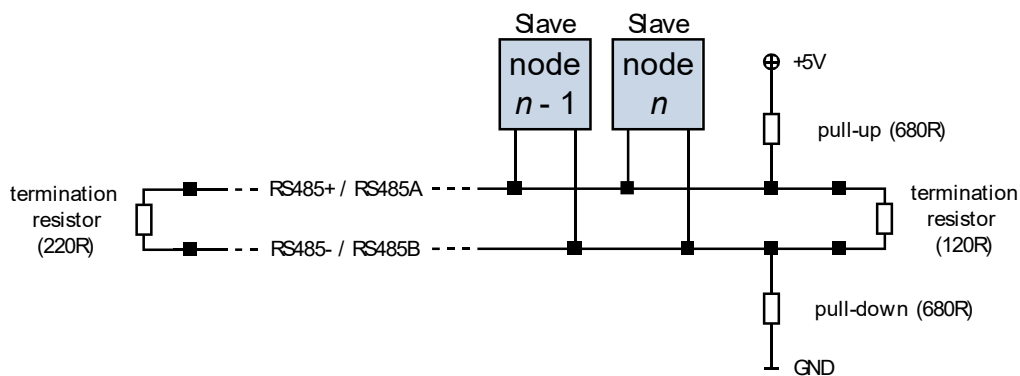 Slave
Slave
node
n - 1
node
n
+5V
pull-up (680R)
termination
resistor
(220R)
RS485+ / RS485A
RS485- / RS485B
termination
resistor
(120R)
pull-down (680R)
GND